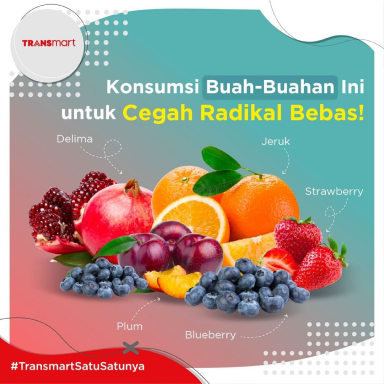 TRANSmart
Konsumsi Buah-Buahan Ini
untuk Cegah Radikal Bebas!
Delima
Jeruk
Strawberry
Plum
Blueberry
#TransmartSatuSatunya